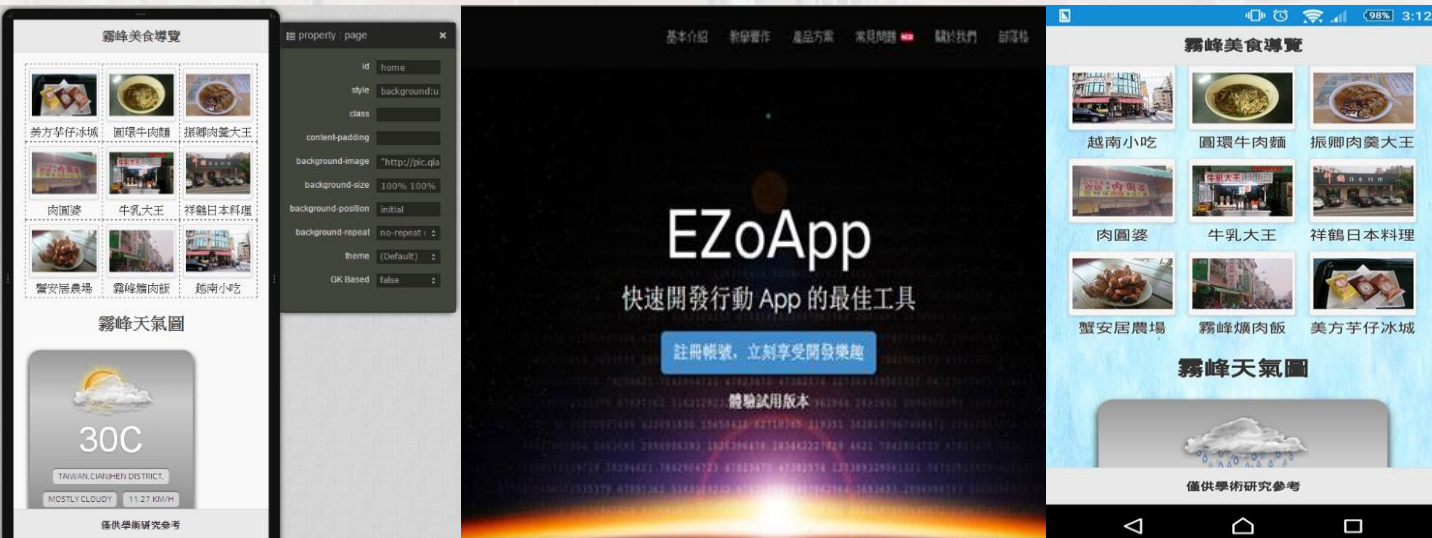 霧峰美食導覽
美方芋仔冰城 圓環牛肉麵 振卿肉羹大王
肉圓婆 牛乳大王 祥鶴日本料理
蟹安居農場 霧峰爌肉飯 越南小吃
霧峰天氣圖
30C
TAIWAN,CIANJHEN DISTRICT,
MOSTLY CLOUDY 11.27 KM/H
僅供學術研究參考
property : page ×
id home
style background:u
class
content-padding
background-image "http://pic.qia
background-size 100% 100%
background-position initial
background-repeat no-repeat
theme (Default)
GK Based false
基本介紹 教學實作 產品方案 常見問題 NEW 關於我們 部落格
EZoApp
快速開發行動 App 的最佳工具
註冊帳號，立刻享受開發樂趣
體驗試用版本
98% 3:12
霧峰美食導覽
越南小吃 圓環牛肉麵 振卿肉羹大王
肉圓婆 牛乳大王 祥鶴日本料理
蟹安居農場 霧峰爌肉飯 美方芋仔冰城
霧峰天氣圖
僅供學術研究參考